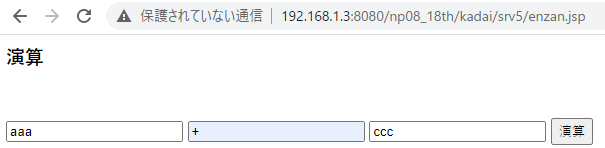 保護されていない通信 192.168.1.3:8080/np08_18th/kadai/srv5/enzan.jsp
演算
aaa + ccc 演算